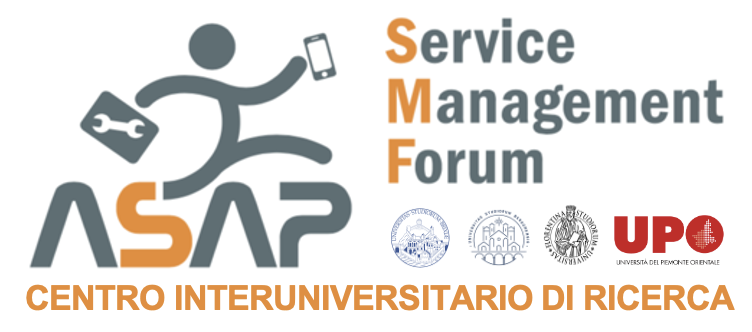 ASAP
Service
Management
Forum
UPO
UNIVERSITÀ DEL PIEMONTE ORIENTALE
CENTRO INTERUNIVERSITARIO DI RICERCA